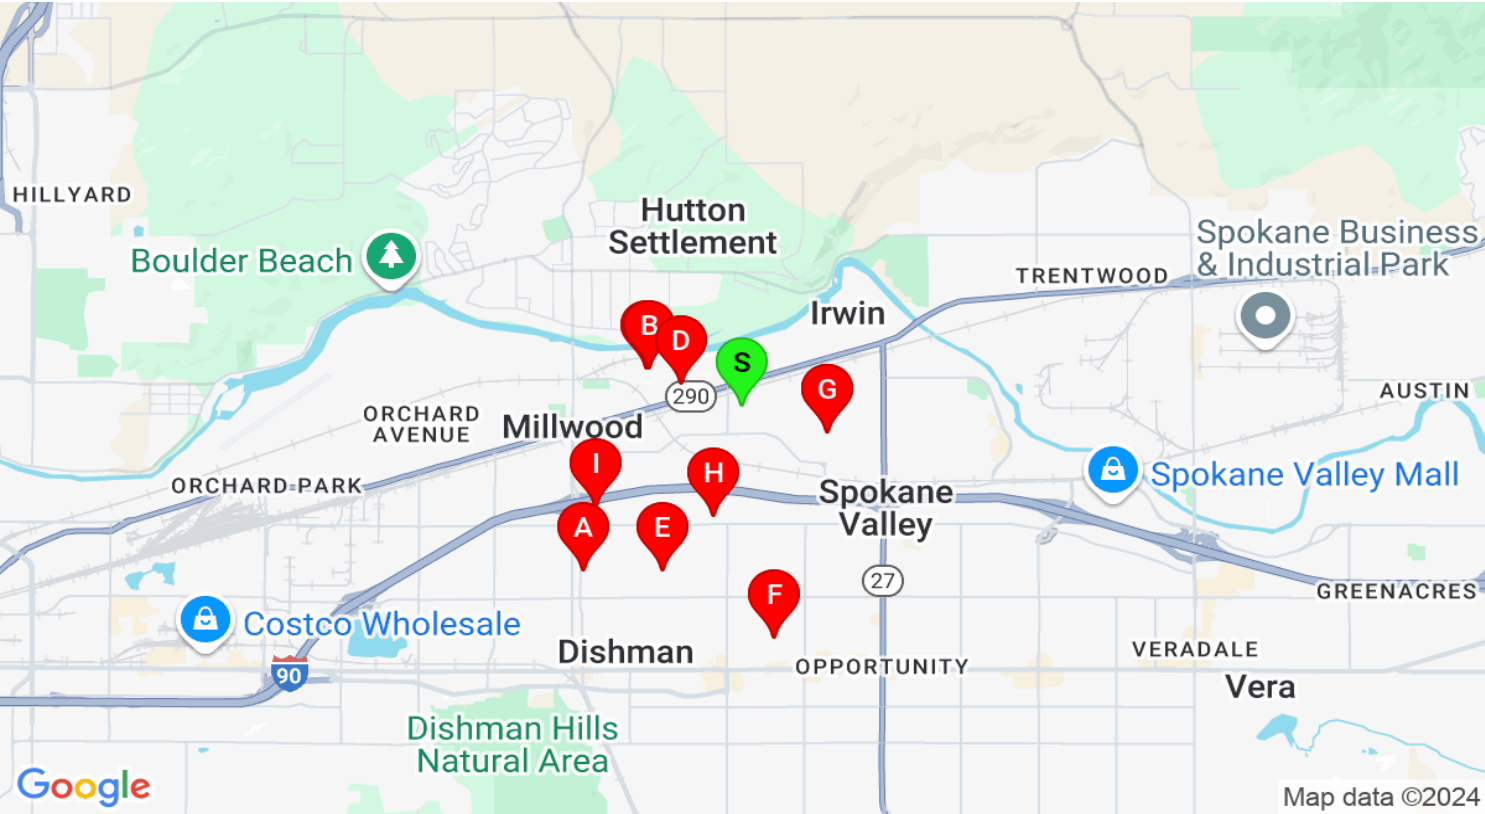 HILLYARD
Hutton
Settlement
Boulder Beach
Spokane Business
& Industrial Park
TRENTWOOD
Irwin
B
D
S
G
290
AUSTIN
ORCHARD
AVENUE
Millwood
I
H
Spokane Valley Mall
ORCHARD PARK
Spokane
Valley
A
E
27
F
GREENACRES
Costco Wholesale
Dishman
OPPORTUNITY
VERADALE
90
Vera
Dishman Hills
Natural Area
Google
Map data ©2024